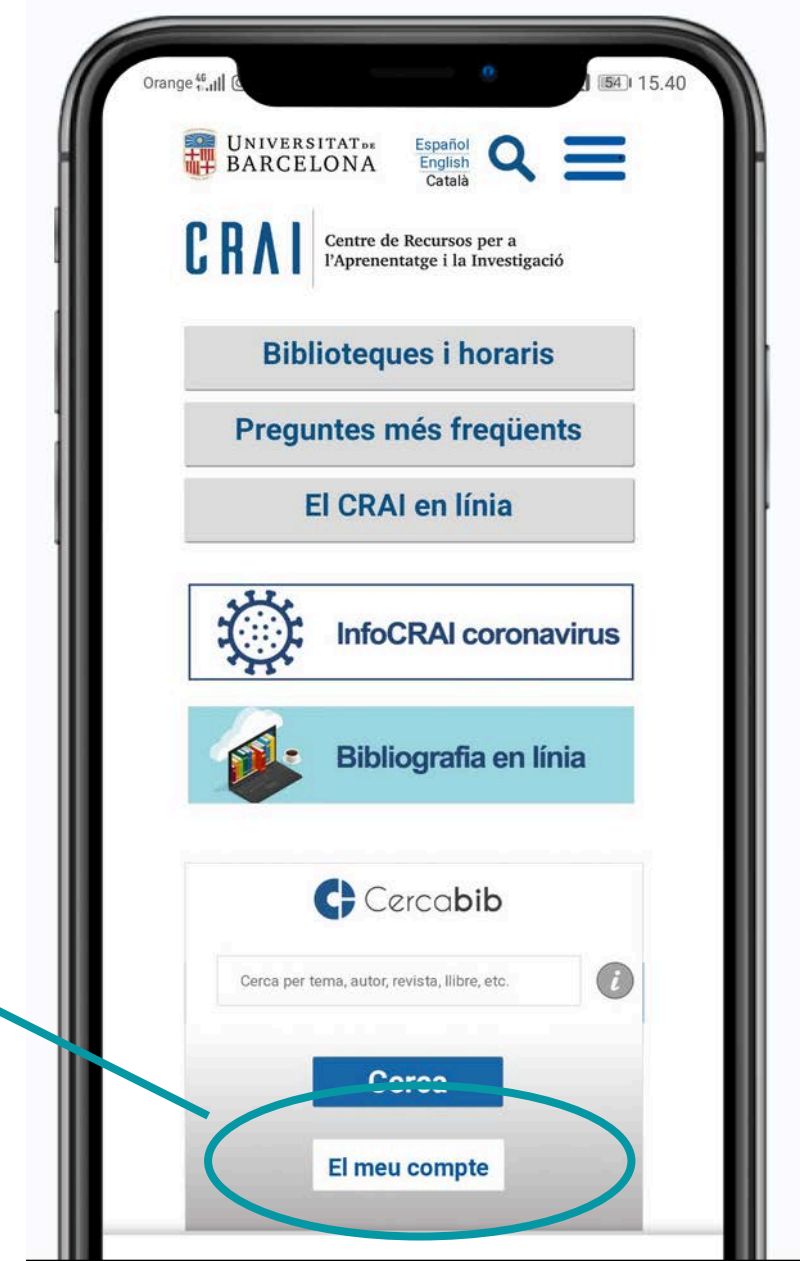 Orange 4G 54 15.40
UNIVERSITAT DE
BARCELONA
Español
English
Català
CRAI
Centre de Recursos per a
l'Aprenentatge i la Investigació
Biblioteques i horaris
Preguntes més freqüents
El CRAI en línia
InfoCRAI coronavirus
Bibliografia en línia
Cercabib
Cerca per tema, autor, revista, llibre, etc.
i
Cerca
El meu compte